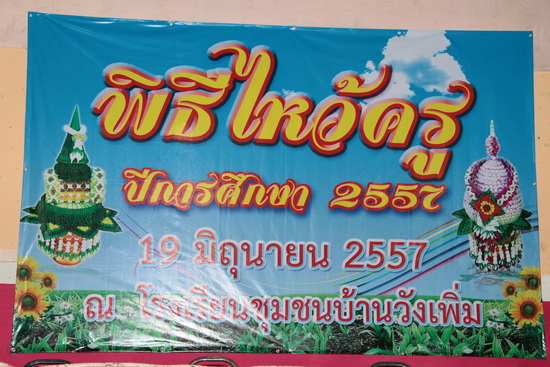 พิธีไหว้ครู
ปีการศึกษา 2557
19 มิถุนายน 2557
ณ โรงเรียนชุมชนบ้านวังเพิ่ม